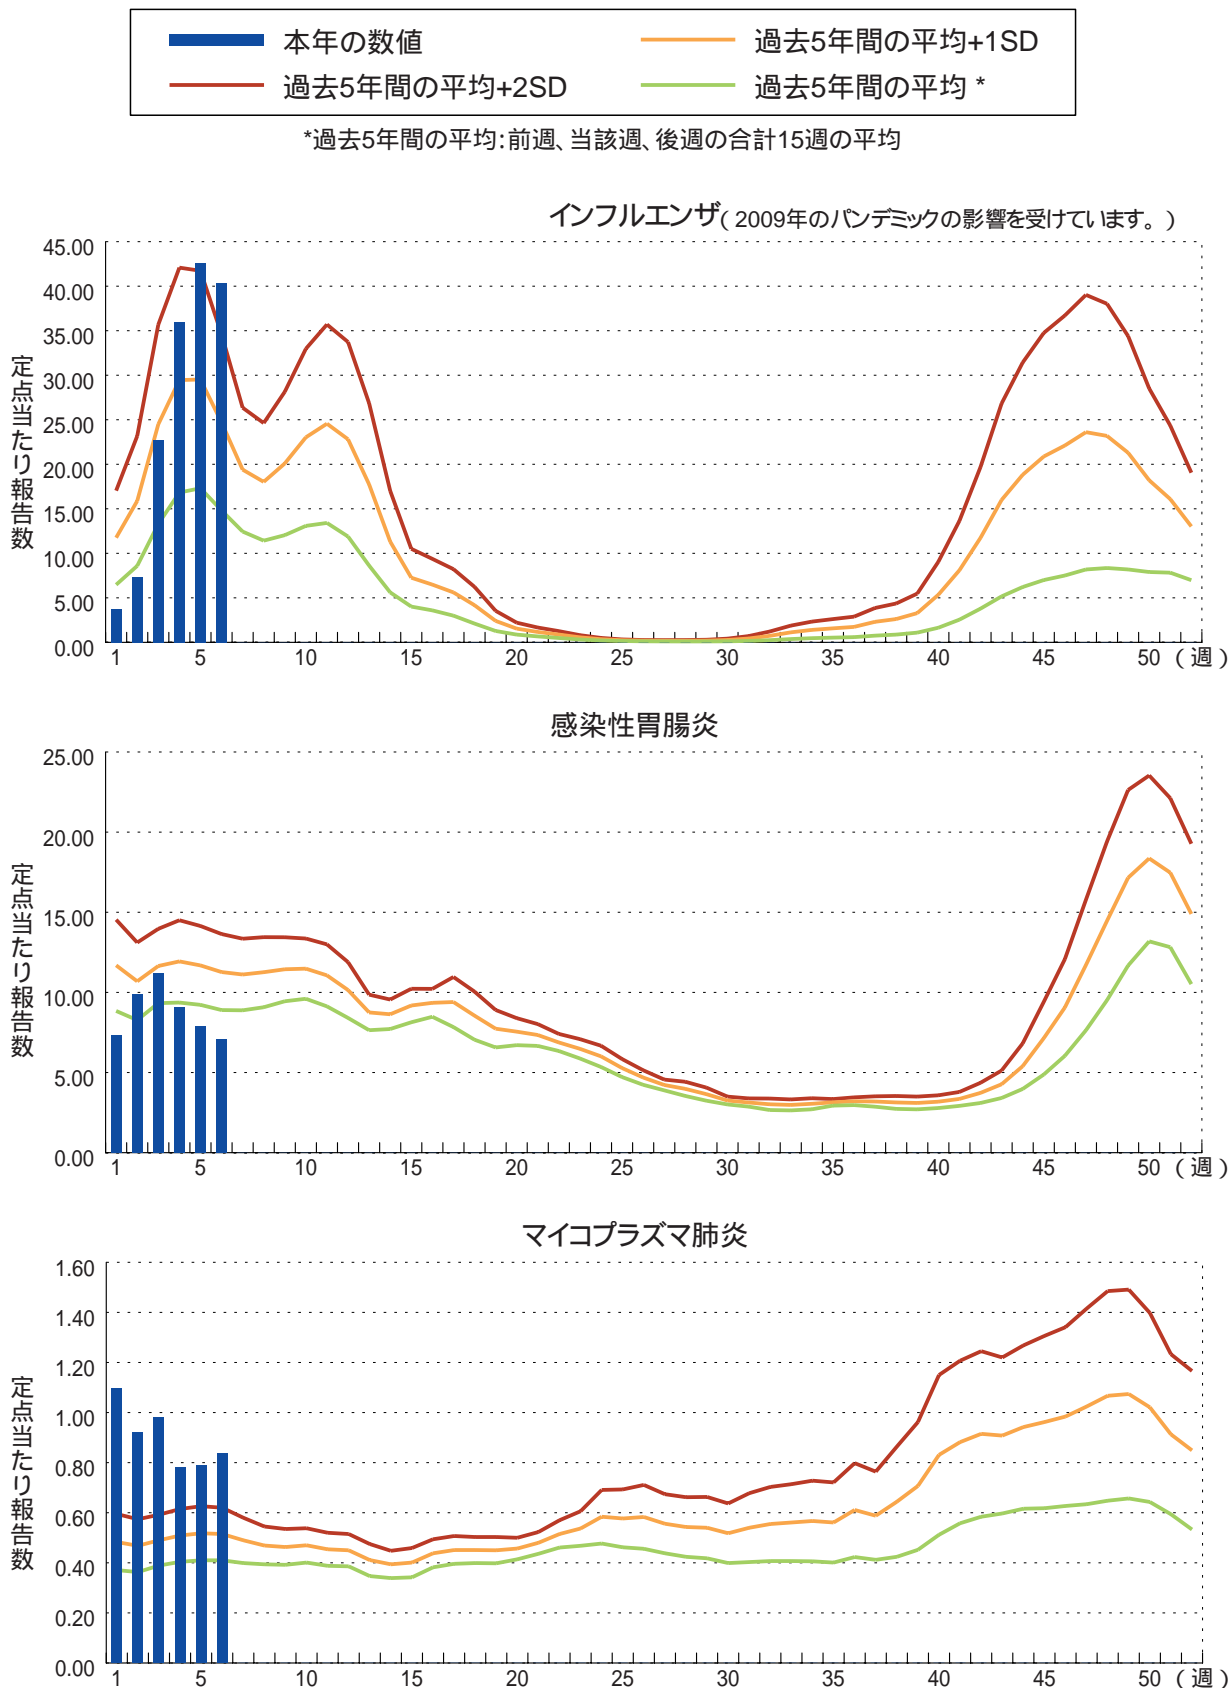 本年の数値
過去5年間の平均+1SD
過去5年間の平均+2SD
過去5年間の平均 *
*過去5年間の平均:前週、当該週、後週の合計15週の平均
インフルエンザ( 2009年のパンデミックの影響を受けています。 )
定点当たり報告数
45.00
40.00
35.00
30.00
25.00
20.00
15.00
10.00
5.00
0.00
1 5 10 15 20 25 30 35 40 45 50 (週)
感染性胃腸炎
定点当たり報告数
25.00
20.00
15.00
10.00
5.00
0.00
1 5 10 15 20 25 30 35 40 45 50 (週)
マイコプラズマ肺炎
定点当たり報告数
1.60
1.40
1.20
1.00
0.80
0.60
0.40
0.20
0.00
1 5 10 15 20 25 30 35 40 45 50 (週)